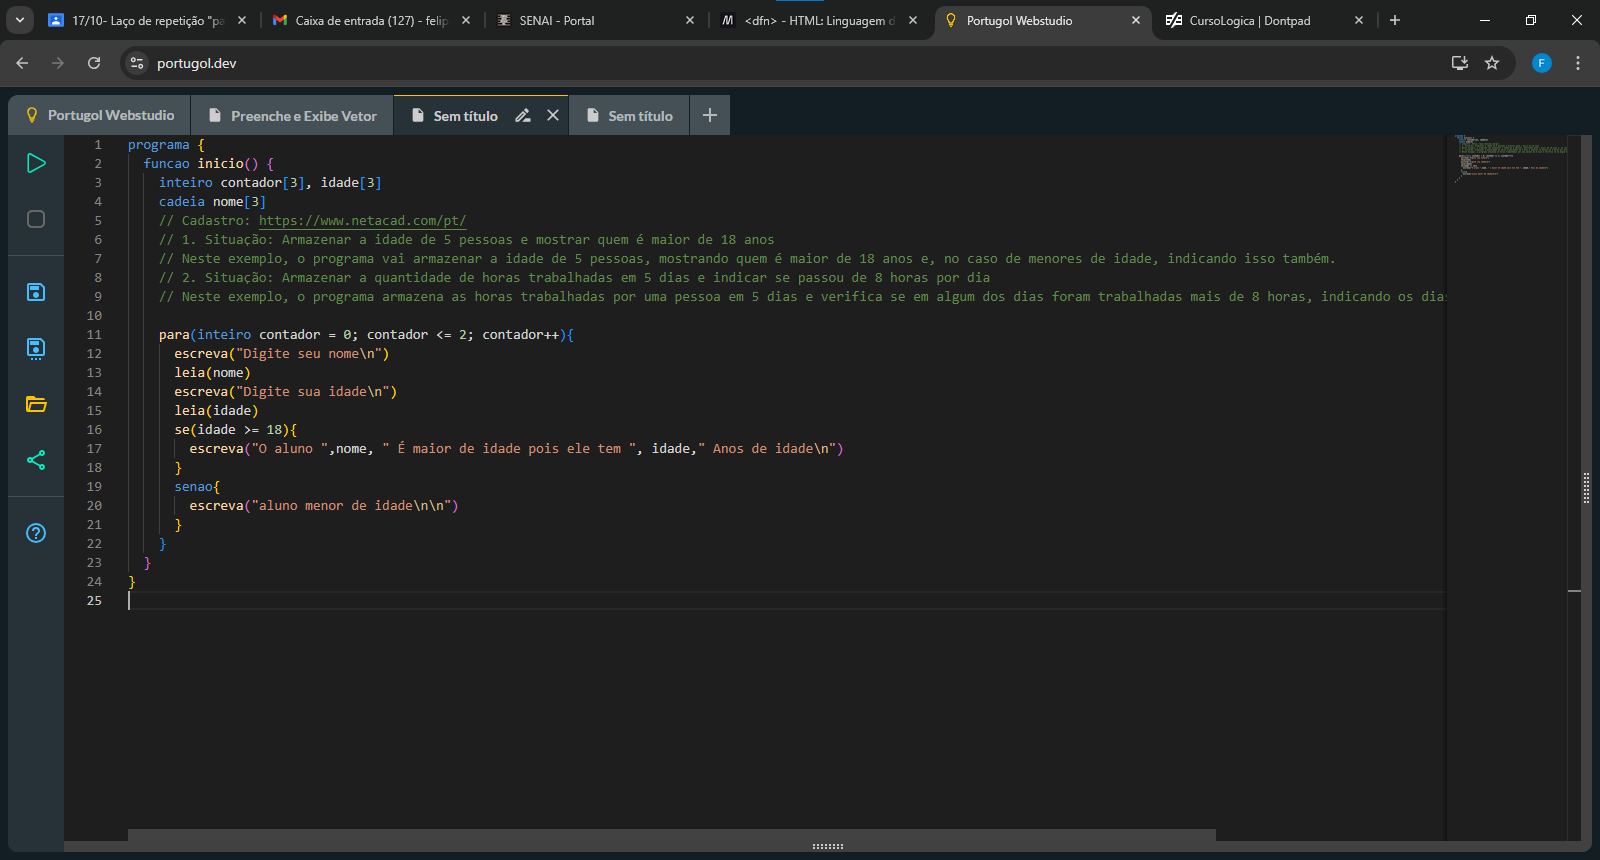 17/10- Laço de repetição "pa
Caixa de entrada (127) - felip
SENAI - Portal
<dfn> - HTML: Linguagem d
Portugol Webstudio
CursoLogica | Dontpad
portugol.dev
F
Portugol Webstudio
Preenche e Exibe Vetor
Sem título
Sem título
1 programa {
2 funcao inicio() {
3 inteiro contador[3], idade[3]
4 cadeia nome[3]
5 // Cadastro: https://www.netacad.com/pt/
6 // 1. Situação: Armazenar a idade de 5 pessoas e mostrar quem é maior de 18 anos
7 // Neste exemplo, o programa vai armazenar a idade de 5 pessoas, mostrando quem é maior de 18 anos e, no caso de menores de idade, indicando isso também.
8 // 2. Situação: Armazenar a quantidade de horas trabalhadas em 5 dias e indicar se passou de 8 horas por dia
9 // Neste exemplo, o programa armazena as horas trabalhadas por uma pessoa em 5 dias e verifica se em algum dos dias foram trabalhadas mais de 8 horas, indicando os dias
10
11 para(inteiro contador = 0; contador <= 2; contador++){
12 escreva("Digite seu nome\n")
13 leia(nome)
14 escreva("Digite sua idade\n")
15 leia(idade)
16 se(idade >= 18){
17 escreva("O aluno ",nome, " É maior de idade pois ele tem ", idade," Anos de idade\n")
18 }
19 senao{
20 escreva("aluno menor de idade\n\n")
21 }
22 }
23 }
24 }
25